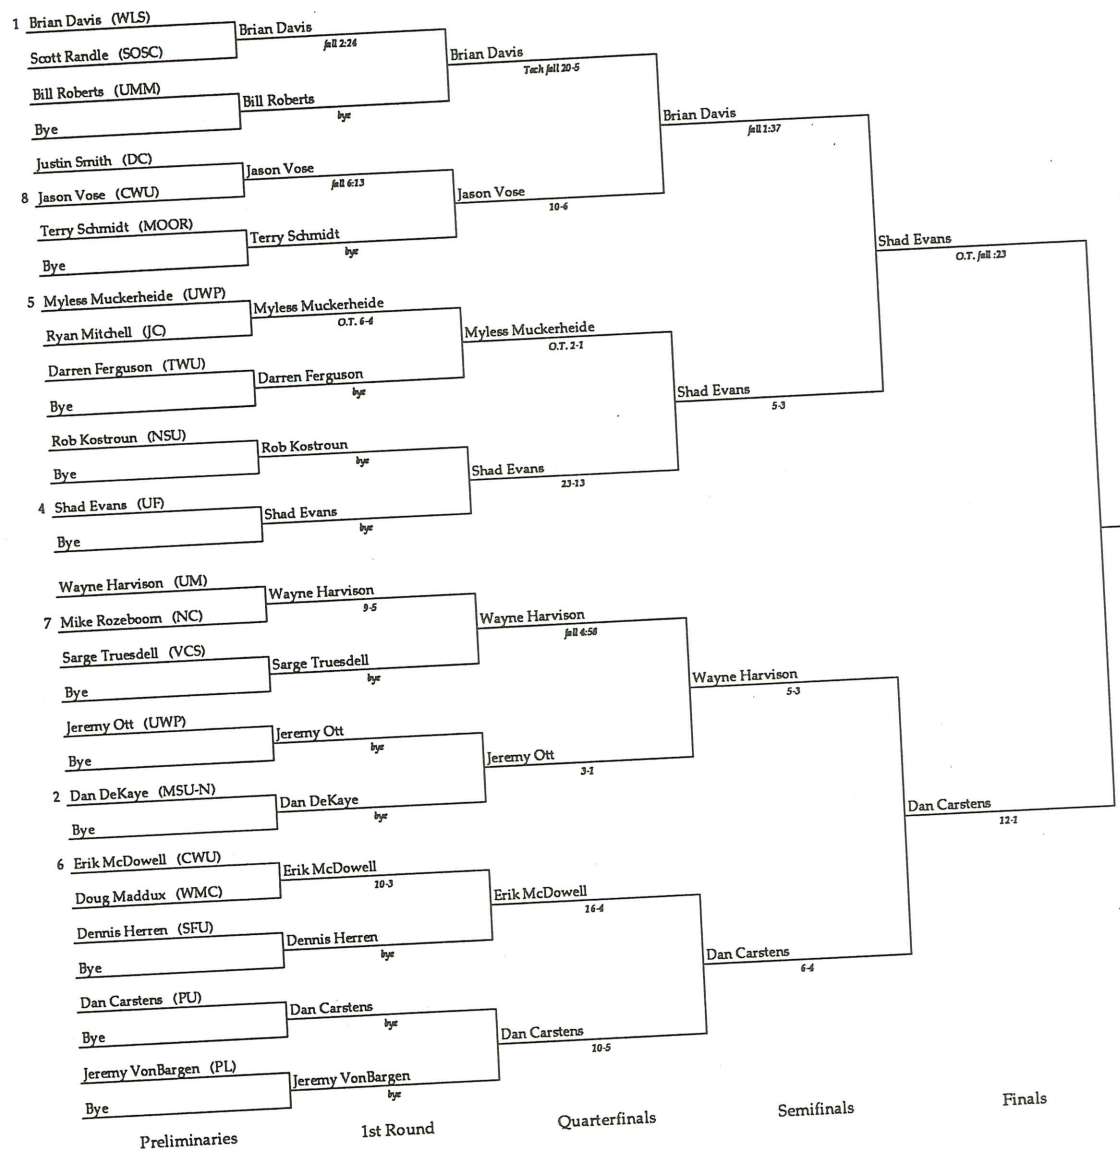 1 Brian Davis (WLS)
Scott Randle (SOSC)
Bill Roberts (UMM)
Bye
Justin Smith (DC)
8 Jason Vose (CWU)
Terry Schmidt (MOOR)
Bye
5 Myless Muckerheide (UWP)
Ryan Mitchell (JC)
Darren Ferguson (TWU)
Bye
Rob Kostroun (NSU)
Bye
4 Shad Evans (UF)
Bye
Wayne Harvison (UM)
7 Mike Rozeboom (NC)
Sarge Truesdell (VCS)
Bye
Jeremy Ott (UWP)
Bye
2 Dan DeKaye (MSU-N)
Bye
6 Erik McDowell (CWU)
Doug Maddux (WMC)
Dennis Herren (SFU)
Bye
Dan Carstens (PU)
Bye
Jeremy VonBargen (PL)
Bye
Preliminaries
Brian Davis
fall 2:24
Bill Roberts
bye
Jason Vose
fall 6:13
Terry Schmidt
bye
Myless Muckerheide
O.T. 6-4
Darren Ferguson
bye
Rob Kostroun
bye
Shad Evans
bye
Wayne Harvison
9-5
Sarge Truesdell
bye
Jeremy Ott
bye
Dan DeKaye
bye
Erik McDowell
10-3
Dennis Herren
bye
Dan Carstens
bye
Jeremy VonBargen
bye
1st Round
Brian Davis
Tech fall 20-5
Jason Vose
10-6
Myless Muckerheide
O.T. 2-1
Shad Evans
23-13
Wayne Harvison
fall 4:58
Jeremy Ott
3-1
Erik McDowell
16-4
Dan Carstens
10-5
Quarterfinals
Brian Davis
fall 1:37
Shad Evans
5-3
Wayne Harvison
5-3
Dan Carstens
6-4
Semifinals
Shad Evans
O.T. fall :23
Dan Carstens
12-1
Finals